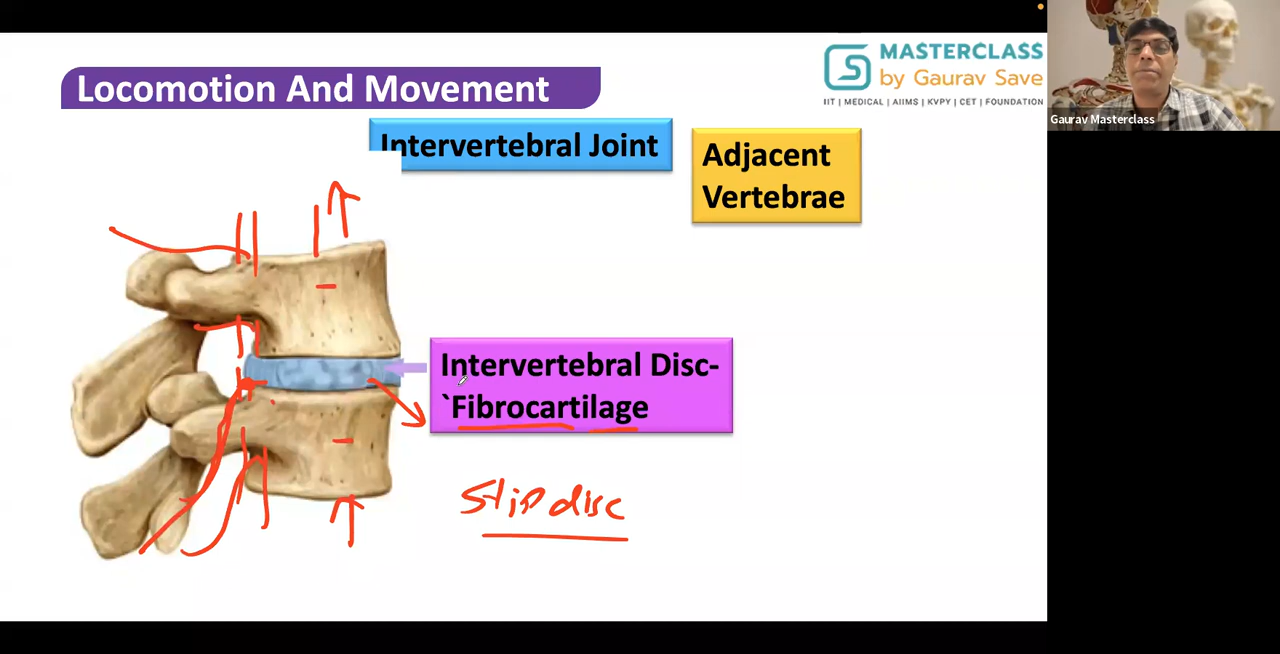 Locomotion And Movement
MASTERCLASS
by Gaurav Save
IIT | MEDICAL | AIIMS | KVPY | CET | FOUNDATION
Gaurav Masterclass
Intervertebral Joint
Adjacent
Vertebrae
Intervertebral Disc-
`Fibrocartilage
Slip disc